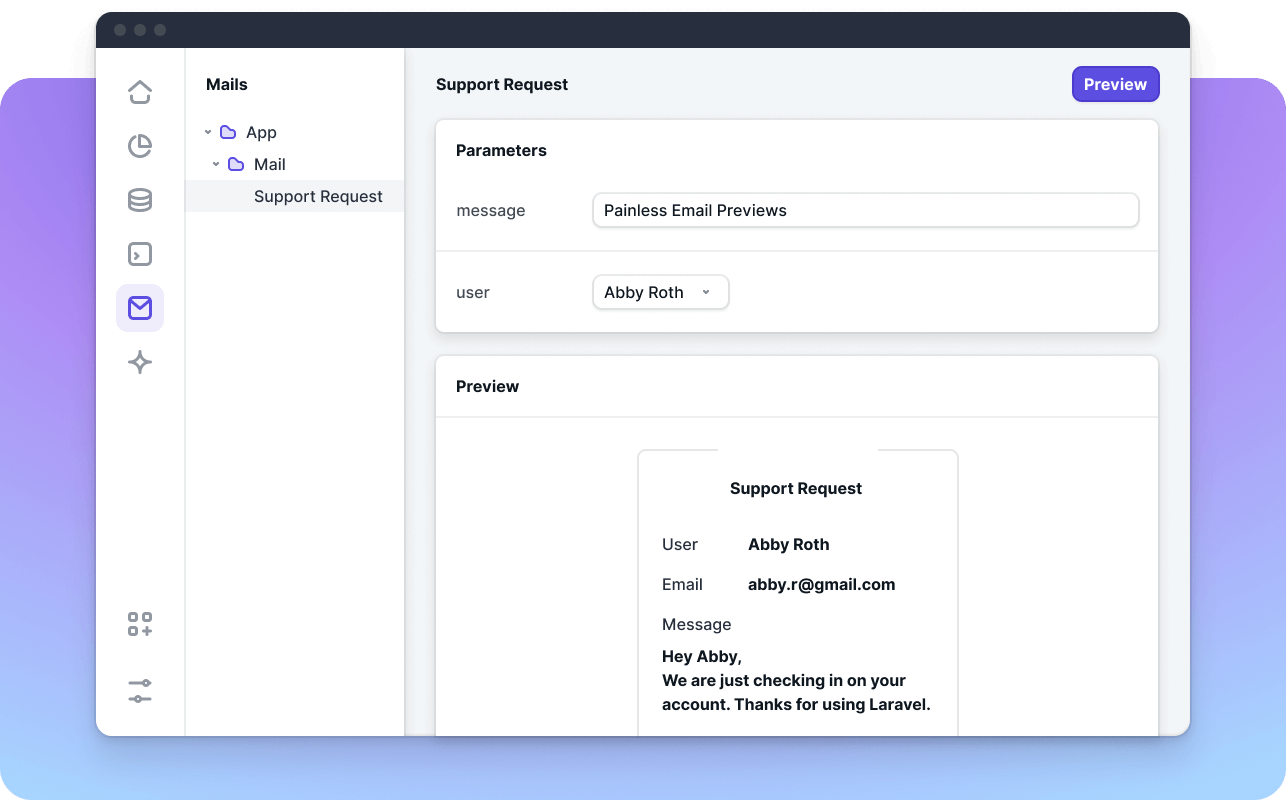 Mails
App
Mail
Support Request
Support Request
Preview
Parameters
message
Painless Email Previews
user
Abby Roth
Preview
Support Request
User Abby Roth
Email abby.r@gmail.com
Message
Hey Abby,
We are just checking in on your
account. Thanks for using Laravel.